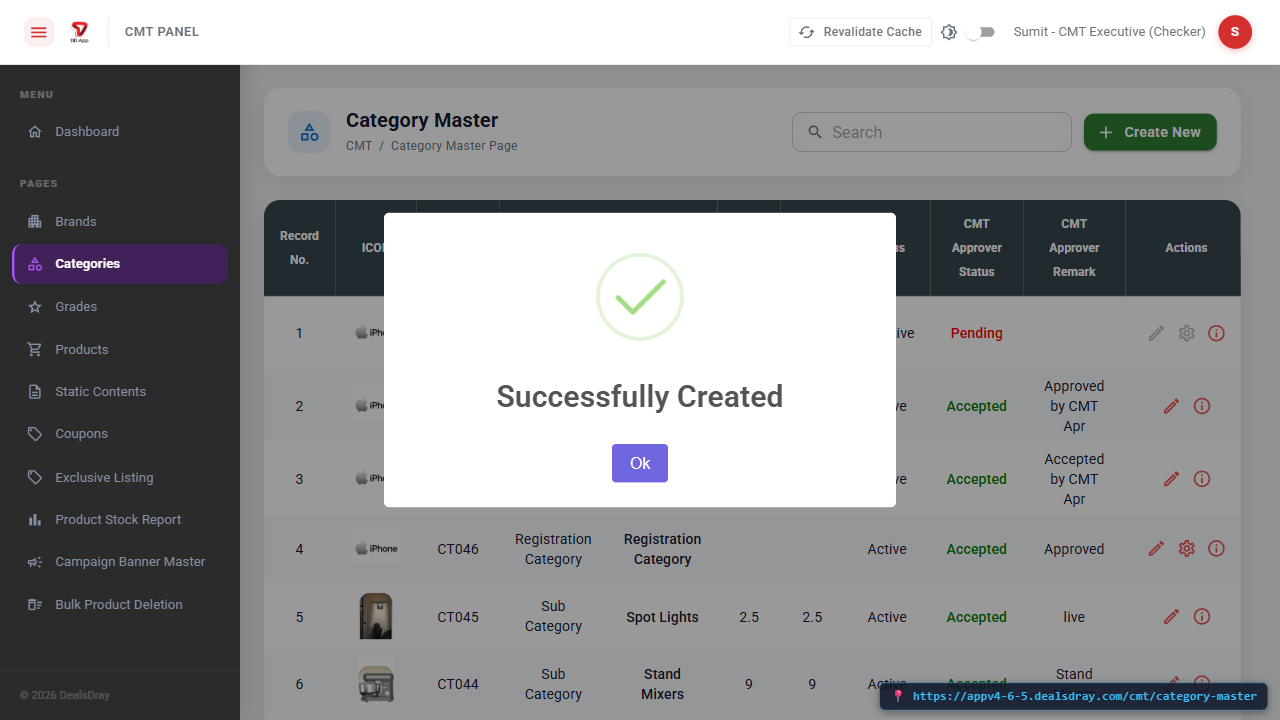 DD App
CMT PANEL
Revalidate Cache
Sumit - CMT Executive (Checker)
S
MENU
Dashboard
PAGES
Brands
Categories
Grades
Products
Static Contents
Coupons
Exclusive Listing
Product Stock Report
Campaign Banner Master
Bulk Product Deletion
© 2026 DealsDray
Category Master
CMT / Category Master Page
Search
Create New
Record
No.
CMT
Approver
Status
CMT
Approver
Remark
Actions
Successfully Created
Ok
1
Pending
2
Accepted
Approved
by CMT
Apr
3
Accepted
Accepted
by CMT
Apr
4
iPhone
CT046
Registration
Category
Registration
Category
Active
Accepted
Approved
5
CT045
Sub
Category
Spot Lights
2.5
2.5
Active
Accepted
live
6
CT044
Sub
Category
Stand
Mixers
9
9
Active
Accepted
Stand
https://appv4-6-5.dealsdray.com/cmt/category-master